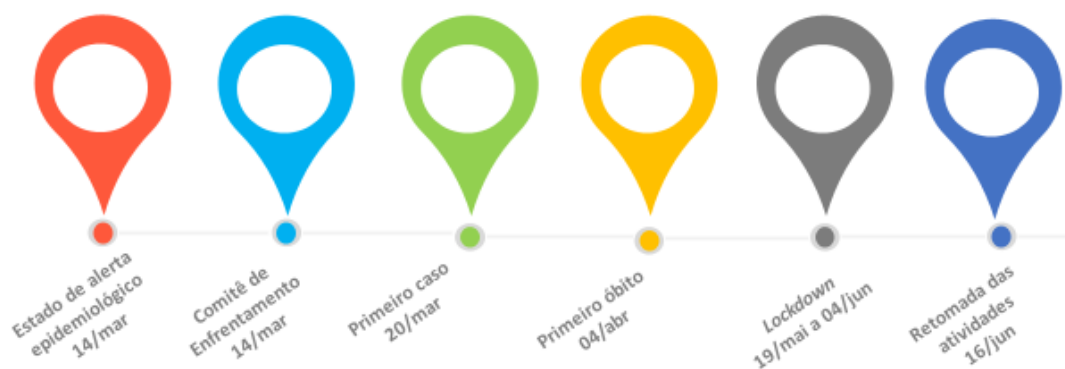 Estado de alerta
epidemiológico
14/mar
Comitê de
Enfrentamento
14/mar
Primeiro caso
20/mar
Primeiro óbito
04/abr
Lockdown
19/mai a 04/jun
Retomada das
atividades
16/jun